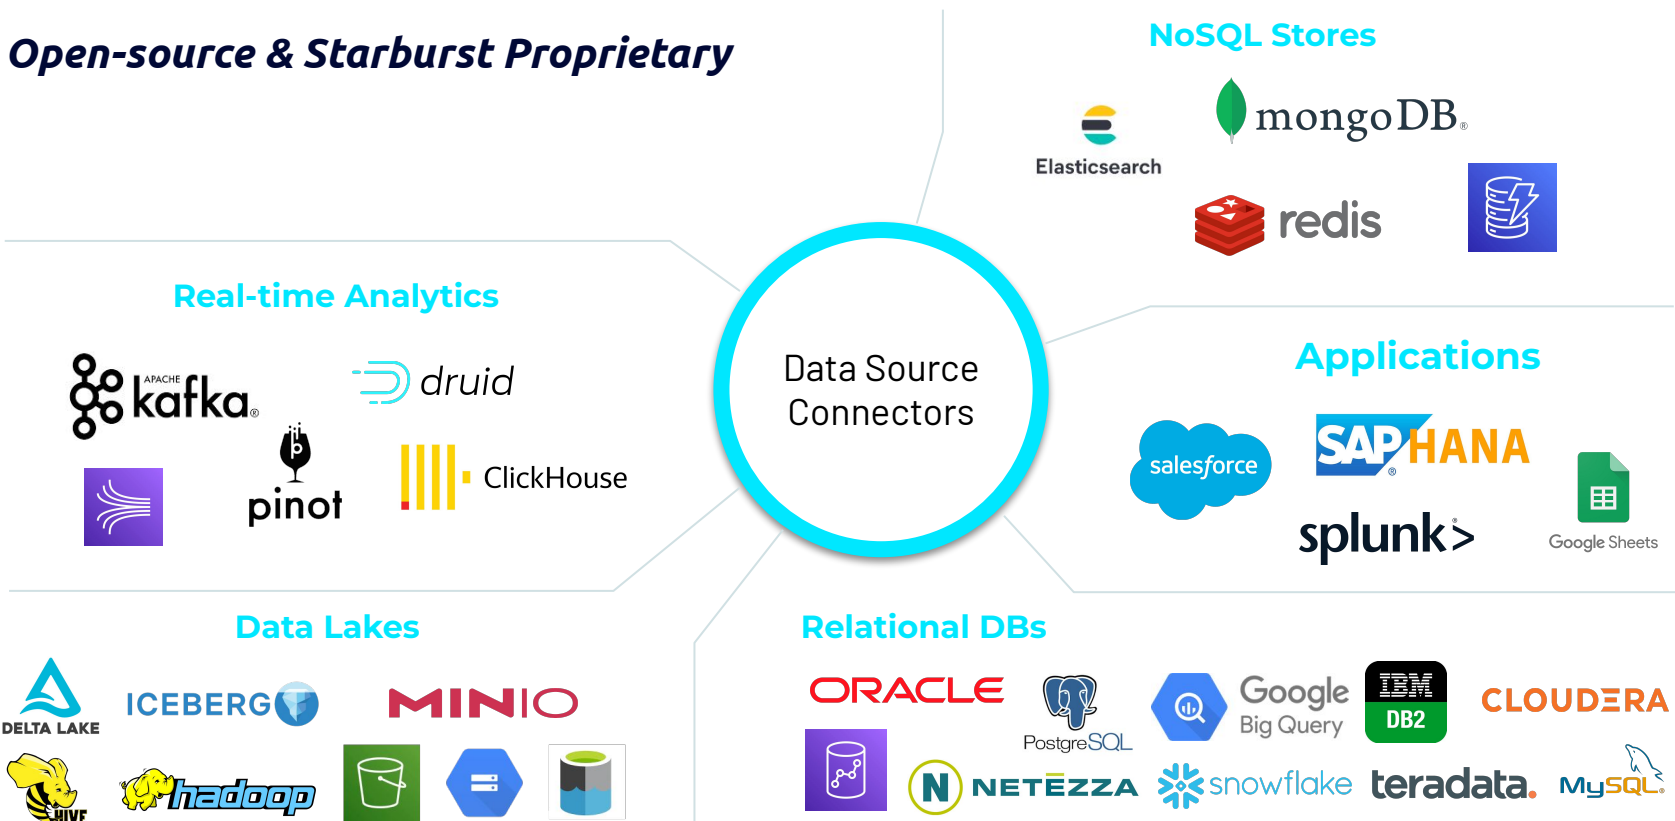 Open-source & Starburst Proprietary
NoSQL Stores
Elasticsearch
mongoDB®
redis
Real-time Analytics
APACHE
kafka®
druid
pinot
ClickHouse
Data Source
Connectors
Applications
salesforce
SAP® HANA
splunk>®
Google Sheets
Data Lakes
DELTA LAKE
ICEBERG
MINIO
HIVE
hadoop
Relational DBs
ORACLE
PostgreSQL
Google
Big Query
IBM
DB2
CLOUDERA
N NETEZZA
snowflake
teradata.
MySQL®